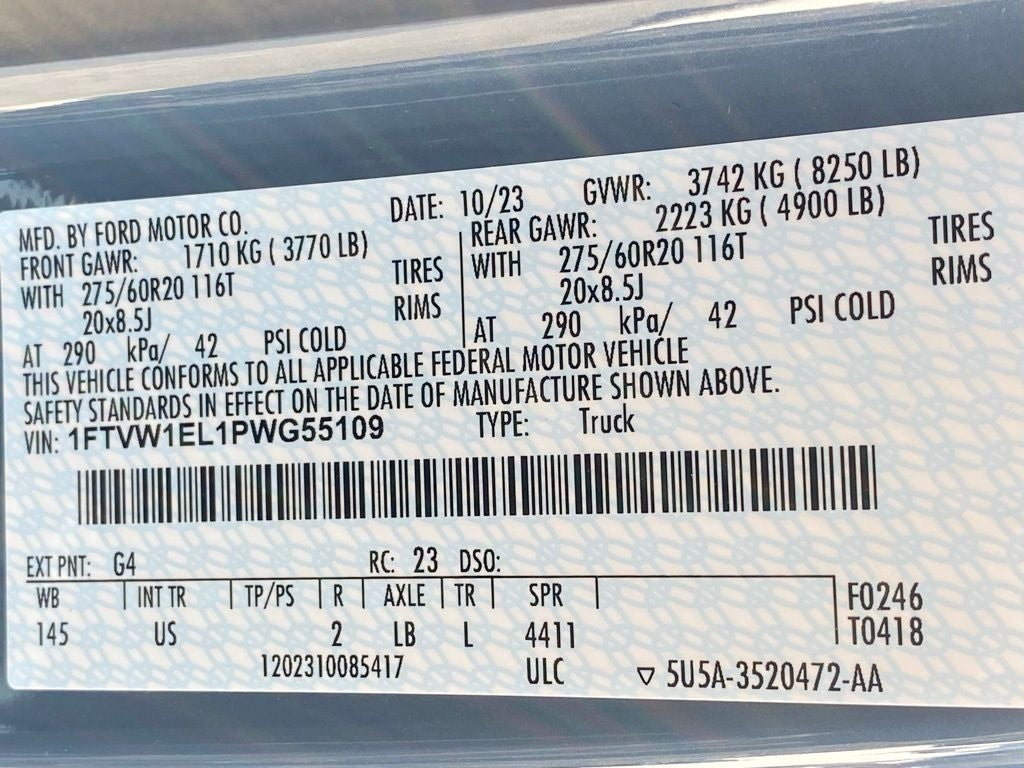 MFD. BY FORD MOTOR CO. DATE: 10/23 GVWR: 3742 KG ( 8250 LB)
FRONT GAWR: 1710 KG ( 3770 LB) REAR GAWR: 2223 KG ( 4900 LB)
WITH 275/60R20 116T TIRES WITH 275/60R20 116T TIRES
20x8.5J RIMS 20x8.5J RIMS
AT 290 kPa/ 42 PSI COLD AT 290 kPa/ 42 PSI COLD
THIS VEHICLE CONFORMS TO ALL APPLICABLE FEDERAL MOTOR VEHICLE
SAFETY STANDARDS IN EFFECT ON THE DATE OF MANUFACTURE SHOWN ABOVE.
VIN: 1FTVW1EL1PWG55109 TYPE: Truck
EXT PNT: G4 RC: 23 DSO:
WB INT TR TP/PS R AXLE TR SPR F0246
145 US 2 LB L 4411 T0418
1202310085417 ULC ▽ 5U5A-3520472-AA